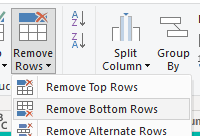 Remove
Rows
Split
Column
Group
By
Remove Top Rows
Remove Bottom Rows
Remove Alternate Rows